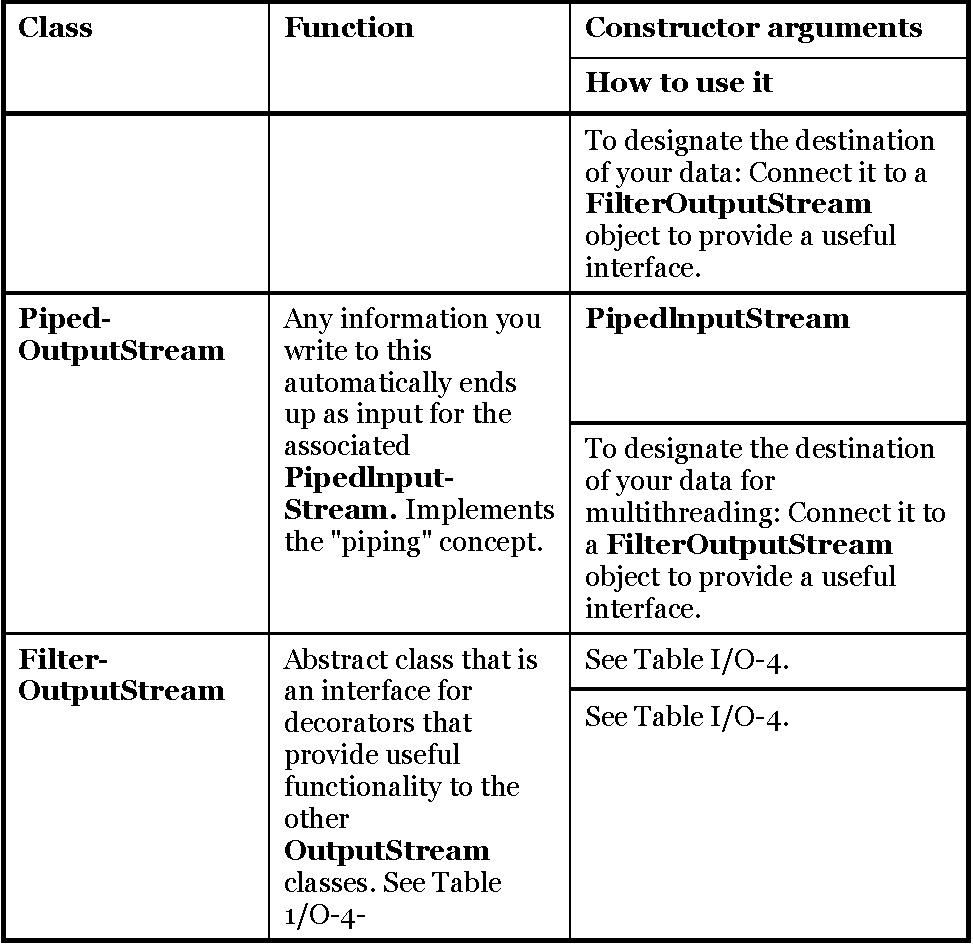 Class
Function
Constructor arguments
How to use it
To designate the destination
of your data: Connect it to a
FilterOutputStream
object to provide a useful
interface.
Piped-
OutputStream
Any information you
write to this
automatically ends
up as input for the
associated
Pipedlnput-
Stream. Implements
the "piping" concept.
PipedlnputStream
To designate the destination
of your data for
multithreading: Connect it to
a FilterOutputStream
object to provide a useful
interface.
Filter-
OutputStream
Abstract class that is
an interface for
decorators that
provide useful
functionality to the
other
OutputStream
classes. See Table
1/O-4-
See Table I/O-4.
See Table I/O-4.